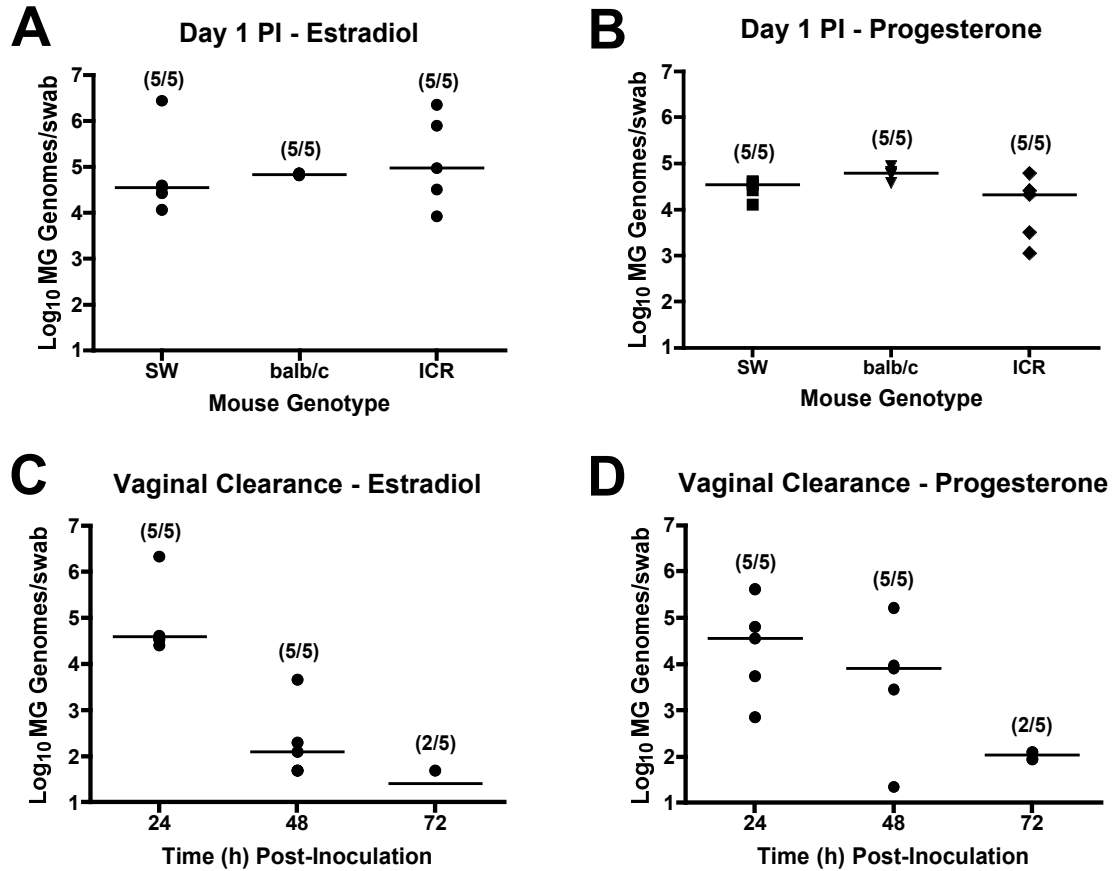 A
Day 1 PI - Estradiol
Log10 MG Genomes/swab
7
6
5
4
3
2
1
(5/5)
(5/5)
(5/5)
SW balb/c ICR
Mouse Genotype
B
Day 1 PI - Progesterone
Log10 MG Genomes/swab
7
6
5
4
3
2
1
(5/5)
(5/5)
(5/5)
SW balb/c ICR
Mouse Genotype
C
Vaginal Clearance - Estradiol
Log10 MG Genomes/swab
7
6
5
4
3
2
1
(5/5)
(5/5)
(2/5)
24 48 72
Time (h) Post-Inoculation
D
Vaginal Clearance - Progesterone
Log10 MG Genomes/swab
7
6
5
4
3
2
1
(5/5)
(5/5)
(2/5)
24 48 72
Time (h) Post-Inoculation